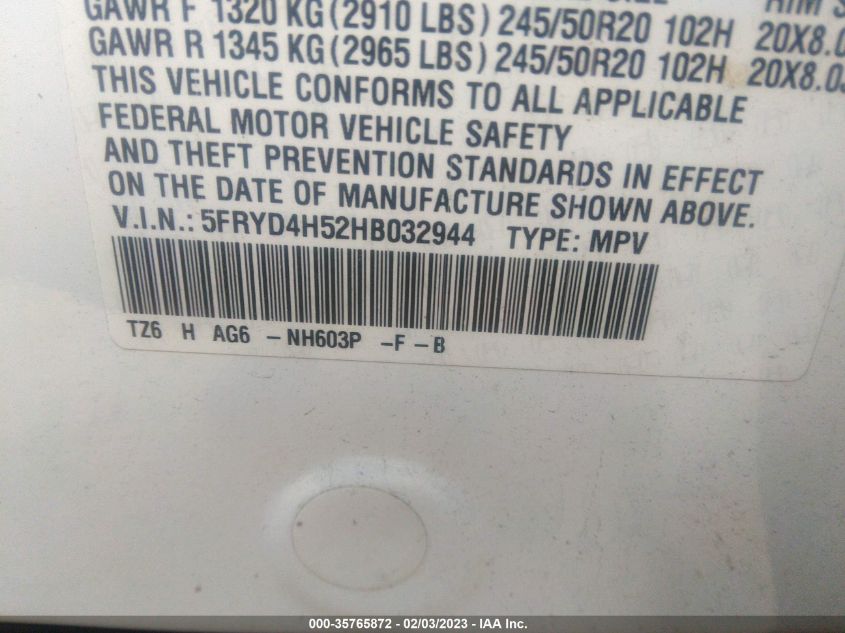 GAWR F 1320 KG (2910 LBS) 245/50R20 102H 20X8.0
GAWR R 1345 KG (2965 LBS) 245/50R20 102H 20X8.0
THIS VEHICLE CONFORMS TO ALL APPLICABLE
FEDERAL MOTOR VEHICLE SAFETY
AND THEFT PREVENTION STANDARDS IN EFFECT
ON THE DATE OF MANUFACTURE SHOWN ABOVE.
V.I.N.: 5FRYD4H52HB032944 TYPE: MPV
TZ6 H AG6 -NH603P -F -B
000-35765872 / 02/03/2023 - IAA Inc.